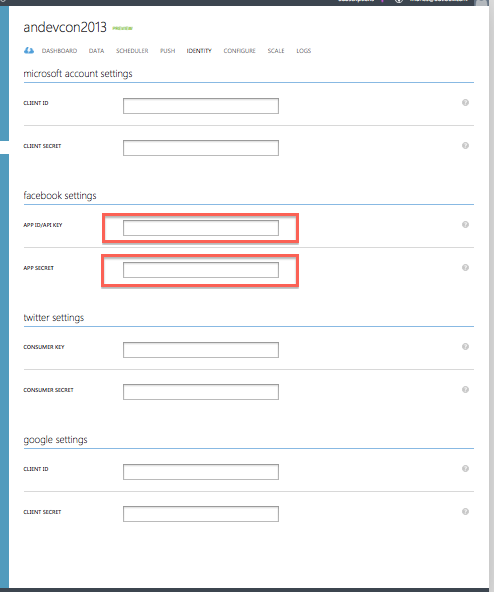 andevcon2013 PREVIEW
DASHBOARD DATA SCHEDULER PUSH IDENTITY CONFIGURE SCALE LOGS
microsoft account settings
CLIENT ID ?
CLIENT SECRET ?
facebook settings
APP ID/API KEY ?
APP SECRET ?
twitter settings
CONSUMER KEY ?
CONSUMER SECRET ?
google settings
CLIENT ID ?
CLIENT SECRET ?